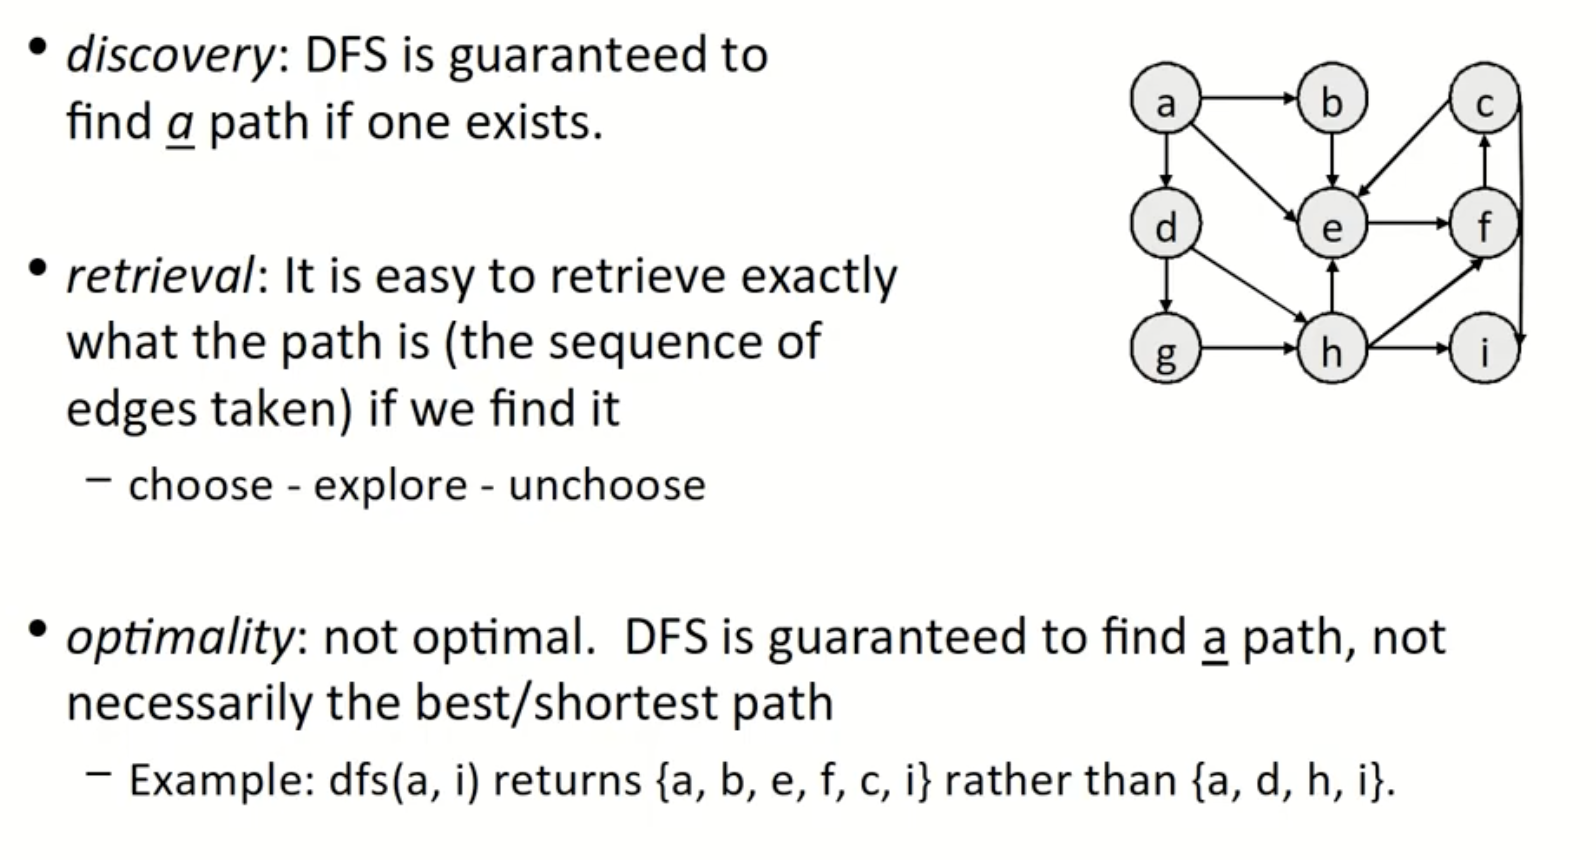 • discovery: DFS is guaranteed to
find a path if one exists.
• retrieval: It is easy to retrieve exactly
what the path is (the sequence of
edges taken) if we find it
– choose - explore - unchoose
• optimality: not optimal.  DFS is guaranteed to find a path, not
necessarily the best/shortest path
– Example: dfs(a, i) returns {a, b, e, f, c, i} rather than {a, d, h, i}.
a b c
d e f
g h i